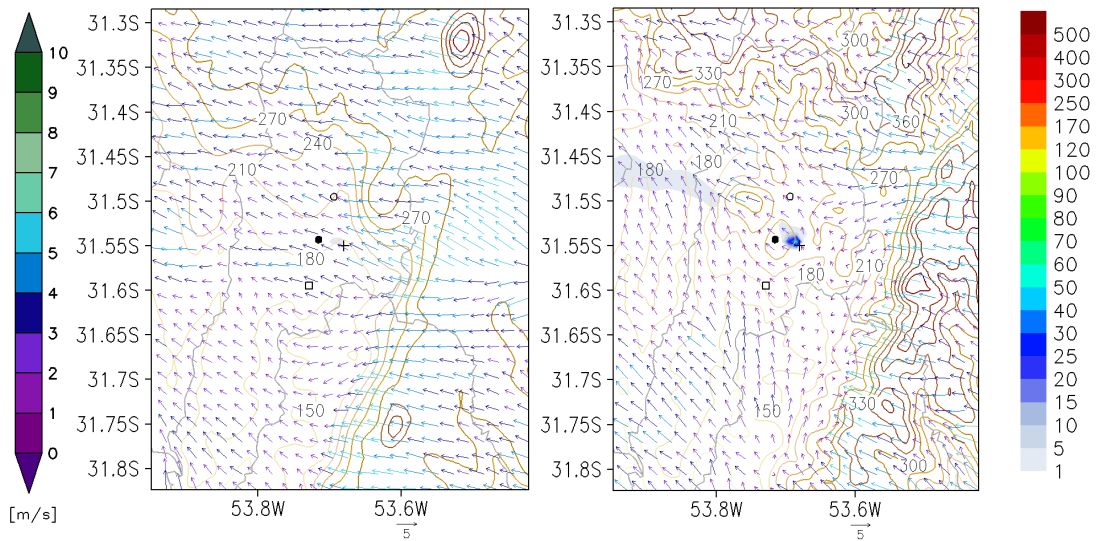 10
9
8
7
6
5
4
3
2
1
0
[m/s]
31.3S
31.35S
31.4S
31.45S
31.5S
31.55S
31.6S
31.65S
31.7S
31.75S
31.8S
270
240
210
270
180
150
53.8W
53.6W
5
31.3S
31.35S
31.4S
31.45S
31.5S
31.55S
31.6S
31.65S
31.7S
31.75S
31.8S
300
330
270
210
300
360
180
180
270
210
180
150
330
300
53.8W
53.6W
5
500
400
300
250
170
120
100
90
80
70
60
50
40
30
25
20
15
10
5
1